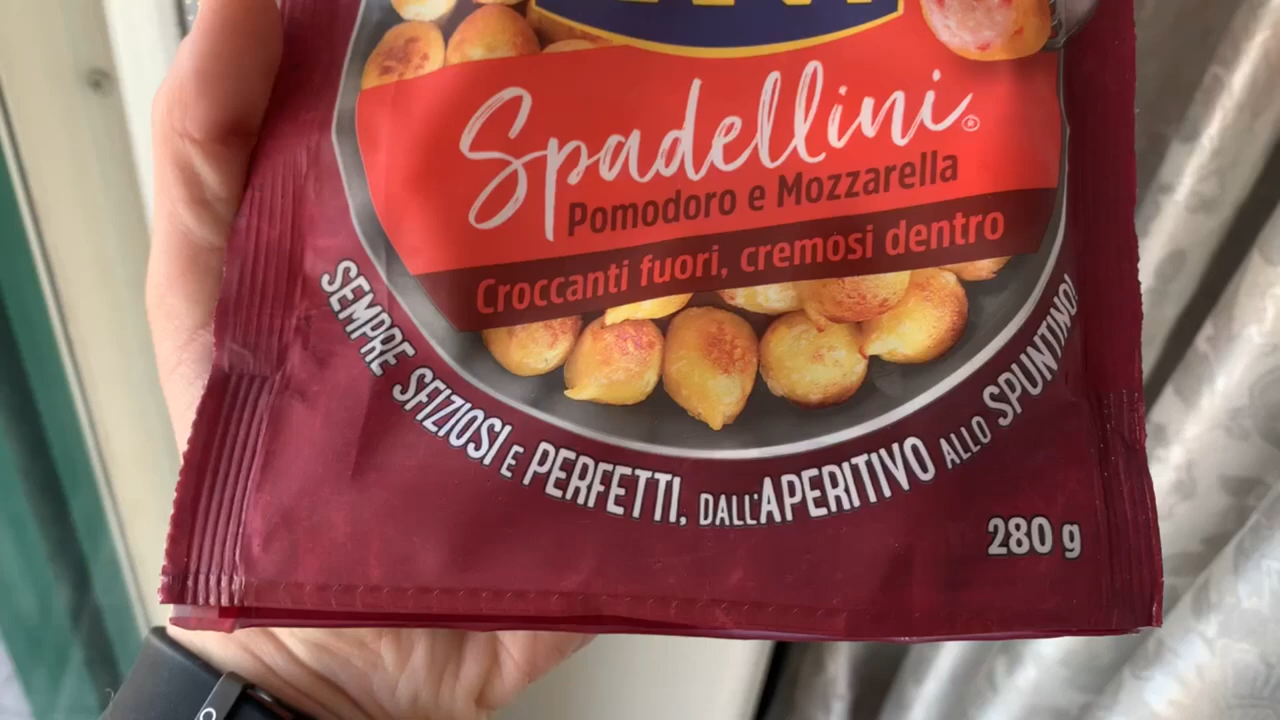 Spadellini®
Pomodoro e Mozzarella
Croccanti fuori, cremosi dentro
SEMPRE SFIZIOSI E PERFETTI, DALL'APERITIVO ALLO SPUNTINO!
280 g